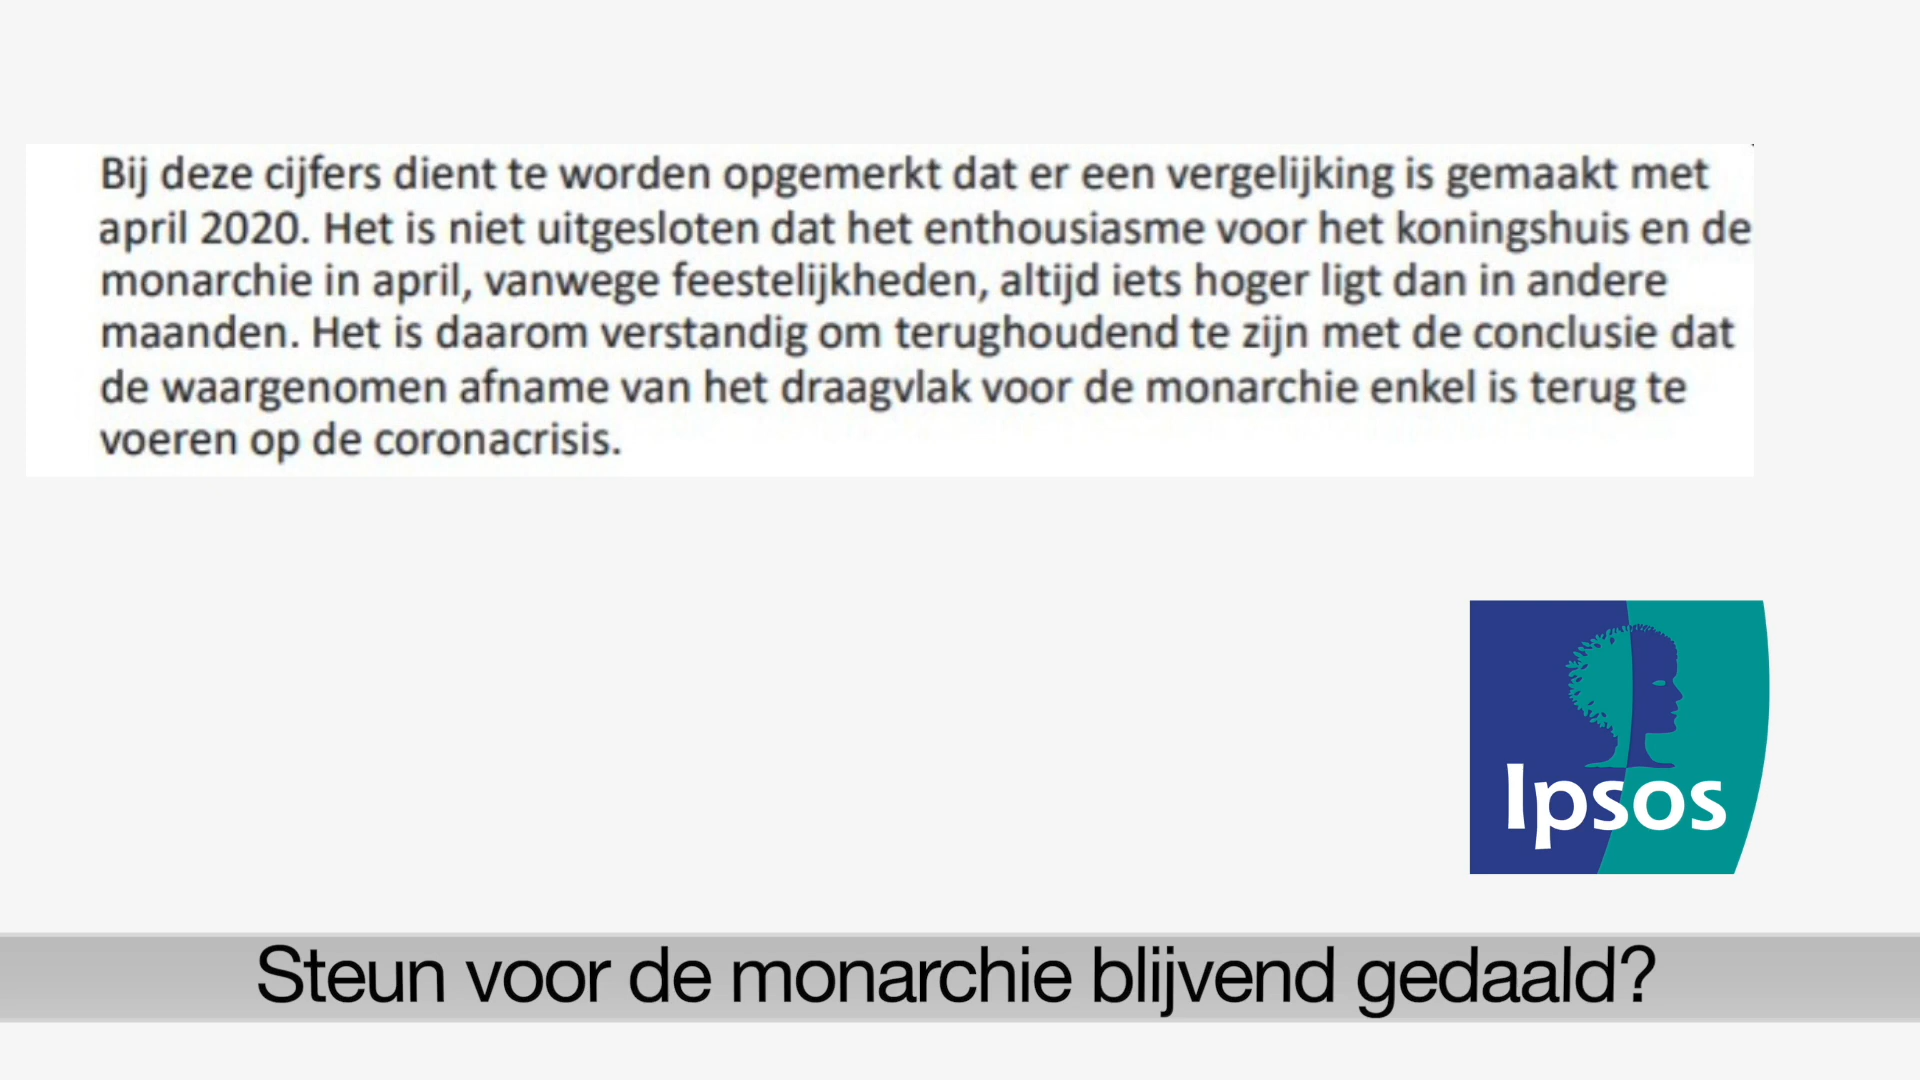 Bij deze cijfers dient te worden opgemerkt dat er een vergelijking is gemaakt met
april 2020. Het is niet uitgesloten dat het enthousiasme voor het koningshuis en de
monarchie in april, vanwege feestelijkheden, altijd iets hoger ligt dan in andere
maanden. Het is daarom verstandig om terughoudend te zijn met de conclusie dat
de waargenomen afname van het draagvlak voor de monarchie enkel is terug te
voeren op de coronacrisis.
Ipsos
Steun voor de monarchie blijvend gedaald?